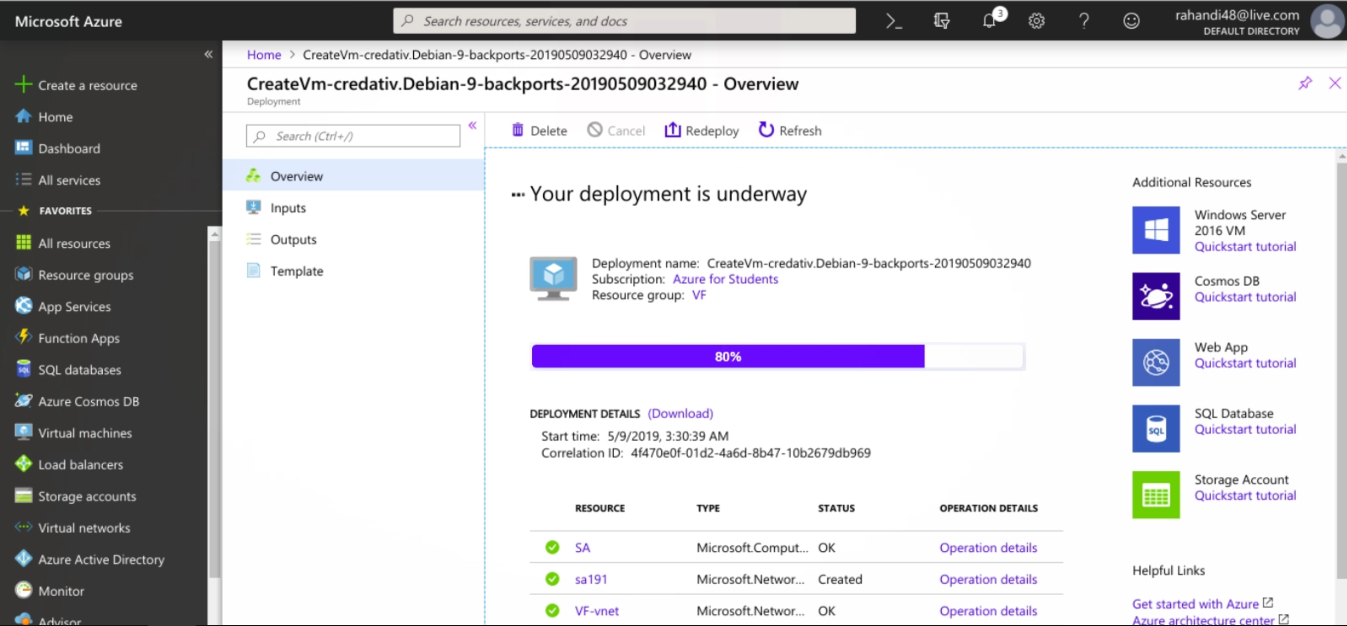 Microsoft Azure
Search resources, services, and docs
3
rahandi48@live.com
DEFAULT DIRECTORY
Create a resource
Home
Dashboard
All services
FAVORITES
All resources
Resource groups
App Services
Function Apps
SQL databases
Azure Cosmos DB
Virtual machines
Load balancers
Storage accounts
Virtual networks
Azure Active Directory
Monitor
Advisor
Home > CreateVm-credativ.Debian-9-backports-20190509032940 - Overview
CreateVm-credativ.Debian-9-backports-20190509032940 - Overview
Deployment
Search (Ctrl+/)
Overview
Inputs
Outputs
Template
Delete Cancel Redeploy Refresh
Your deployment is underway
Deployment name: CreateVm-credativ.Debian-9-backports-20190509032940
Subscription: Azure for Students
Resource group: VF
80%
DEPLOYMENT DETAILS (Download)
Start time: 5/9/2019, 3:30:39 AM
Correlation ID: 4f470e0f-01d2-4a6d-8b47-10b2679db969
RESOURCE TYPE STATUS OPERATION DETAILS
SA Microsoft.Comput... OK Operation details
sa191 Microsoft.Networ... Created Operation details
VF-vnet Microsoft.Networ... OK Operation details
Additional Resources
Windows Server
2016 VM
Quickstart tutorial
Cosmos DB
Quickstart tutorial
Web App
Quickstart tutorial
SQL
SQL Database
Quickstart tutorial
Storage Account
Quickstart tutorial
Helpful Links
Get started with Azure
Azure architecture center